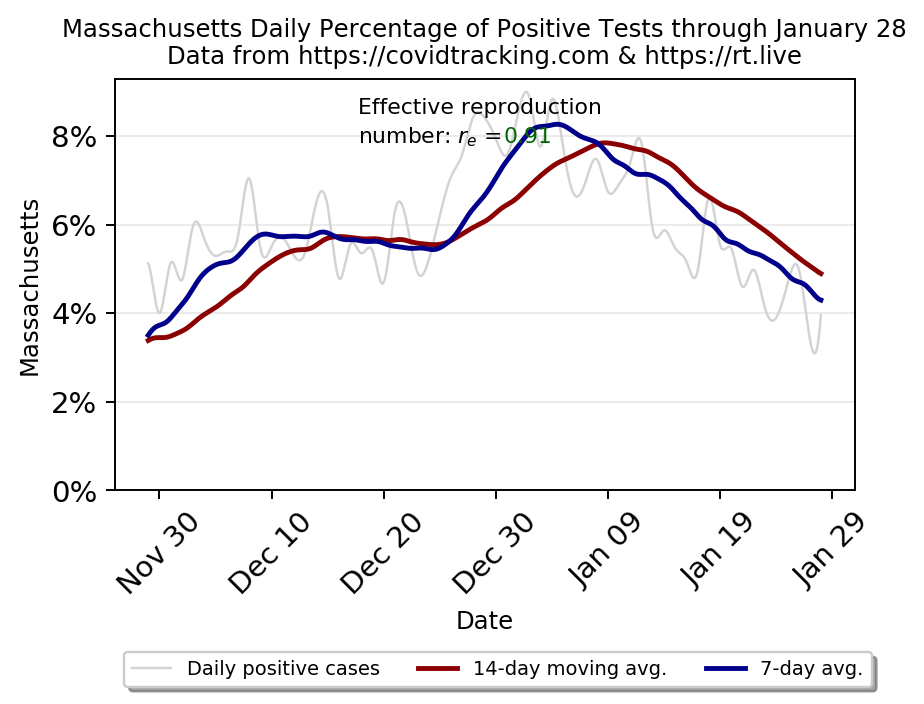 Massachusetts Daily Percentage of Positive Tests through January 28
Data from https://covidtracking.com & https://rt.live
Effective reproduction
number: rₑ =0.91
8%
6%
4%
2%
0%
Massachusetts
Nov 30
Dec 10
Dec 20
Dec 30
Jan 09
Jan 19
Jan 29
Date
Daily positive cases
14-day moving avg.
7-day avg.